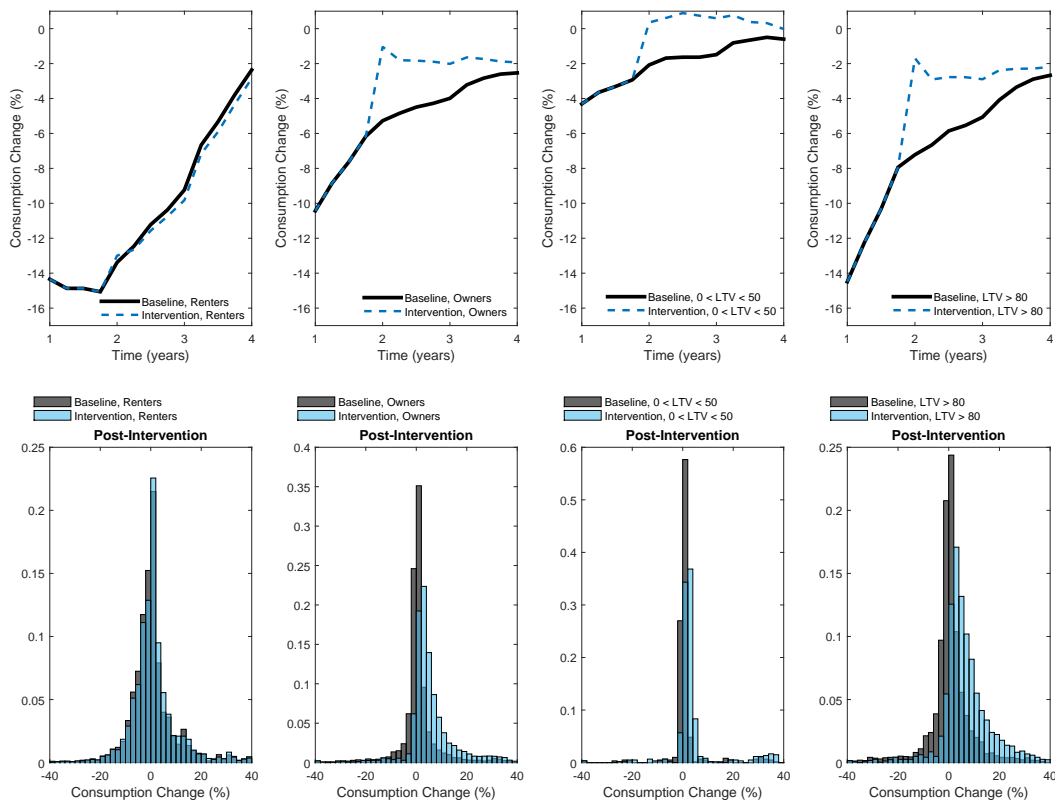 0
-2
-4
-6
-8
-10
-12
-14
-16
Consumption Change (%)
Baseline, Renters
Intervention, Renters
1 2 3 4
Time (years)
0
-2
-4
-6
-8
-10
-12
-14
-16
Consumption Change (%)
Baseline, Owners
Intervention, Owners
1 2 3 4
Time (years)
0
-2
-4
-6
-8
-10
-12
-14
-16
Consumption Change (%)
Baseline, 0 < LTV < 50
Intervention, 0 < LTV < 50
1 2 3 4
Time (years)
0
-2
-4
-6
-8
-10
-12
-14
-16
Consumption Change (%)
Baseline, LTV > 80
Intervention, LTV > 80
1 2 3 4
Time (years)
Baseline, Renters
Intervention, Renters
Post-Intervention
0.25
0.2
0.15
0.1
0.05
0
-40 -20 0 20 40
Consumption Change (%)
Baseline, Owners
Intervention, Owners
Post-Intervention
0.4
0.35
0.3
0.25
0.2
0.15
0.1
0.05
0
-40 -20 0 20 40
Consumption Change (%)
Baseline, 0 < LTV < 50
Intervention, 0 < LTV < 50
Post-Intervention
0.6
0.5
0.4
0.3
0.2
0.1
0
-40 -20 0 20 40
Consumption Change (%)
Baseline, LTV > 80
Intervention, LTV > 80
Post-Intervention
0.25
0.2
0.15
0.1
0.05
0
-40 -20 0 20 40
Consumption Change (%)